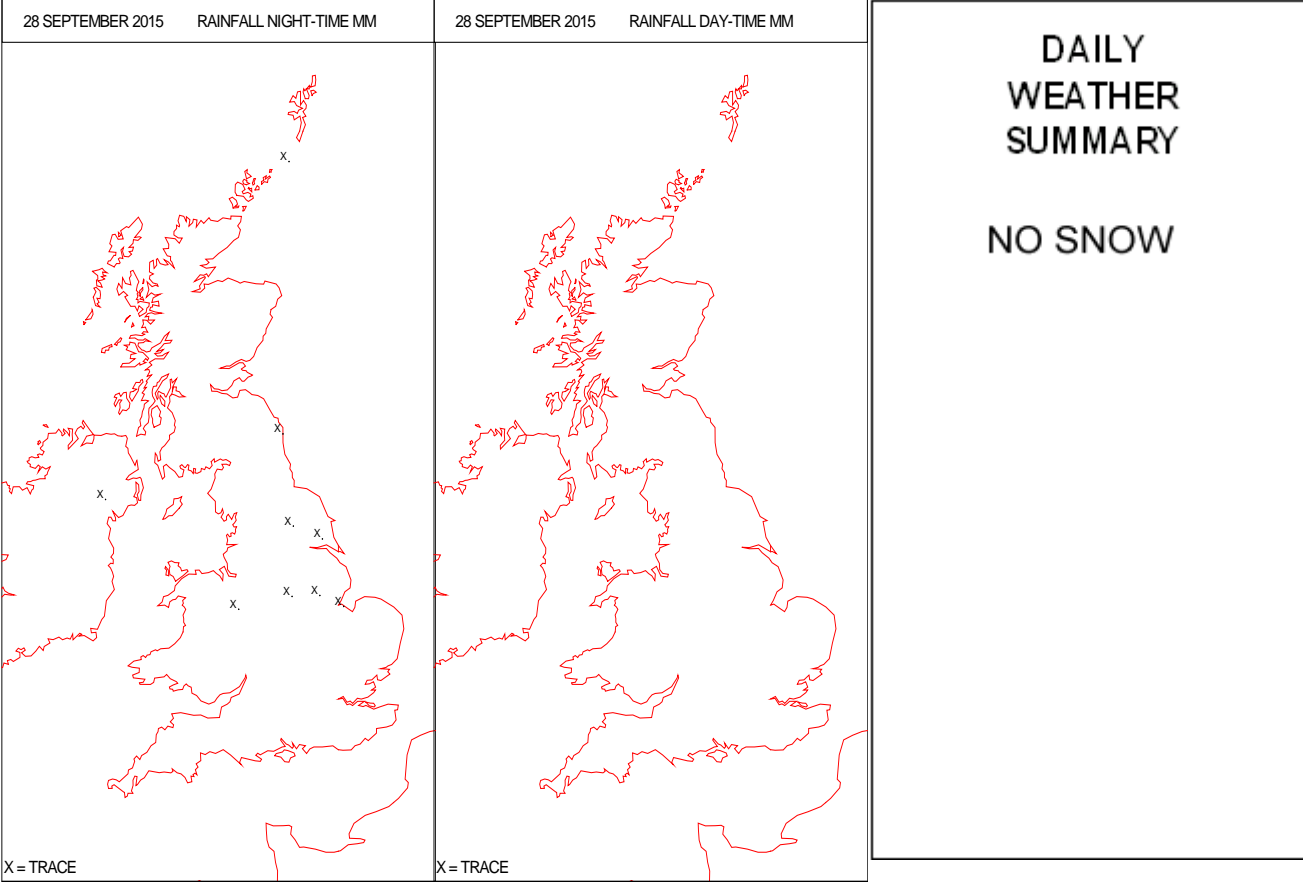 28 SEPTEMBER 2015 RAINFALL NIGHT-TIME MM
X.
X.
X.
X.
X.
X.
X.
X.
X.
X = TRACE
28 SEPTEMBER 2015 RAINFALL DAY-TIME MM
X = TRACE
DAILY
WEATHER
SUMMARY
NO SNOW